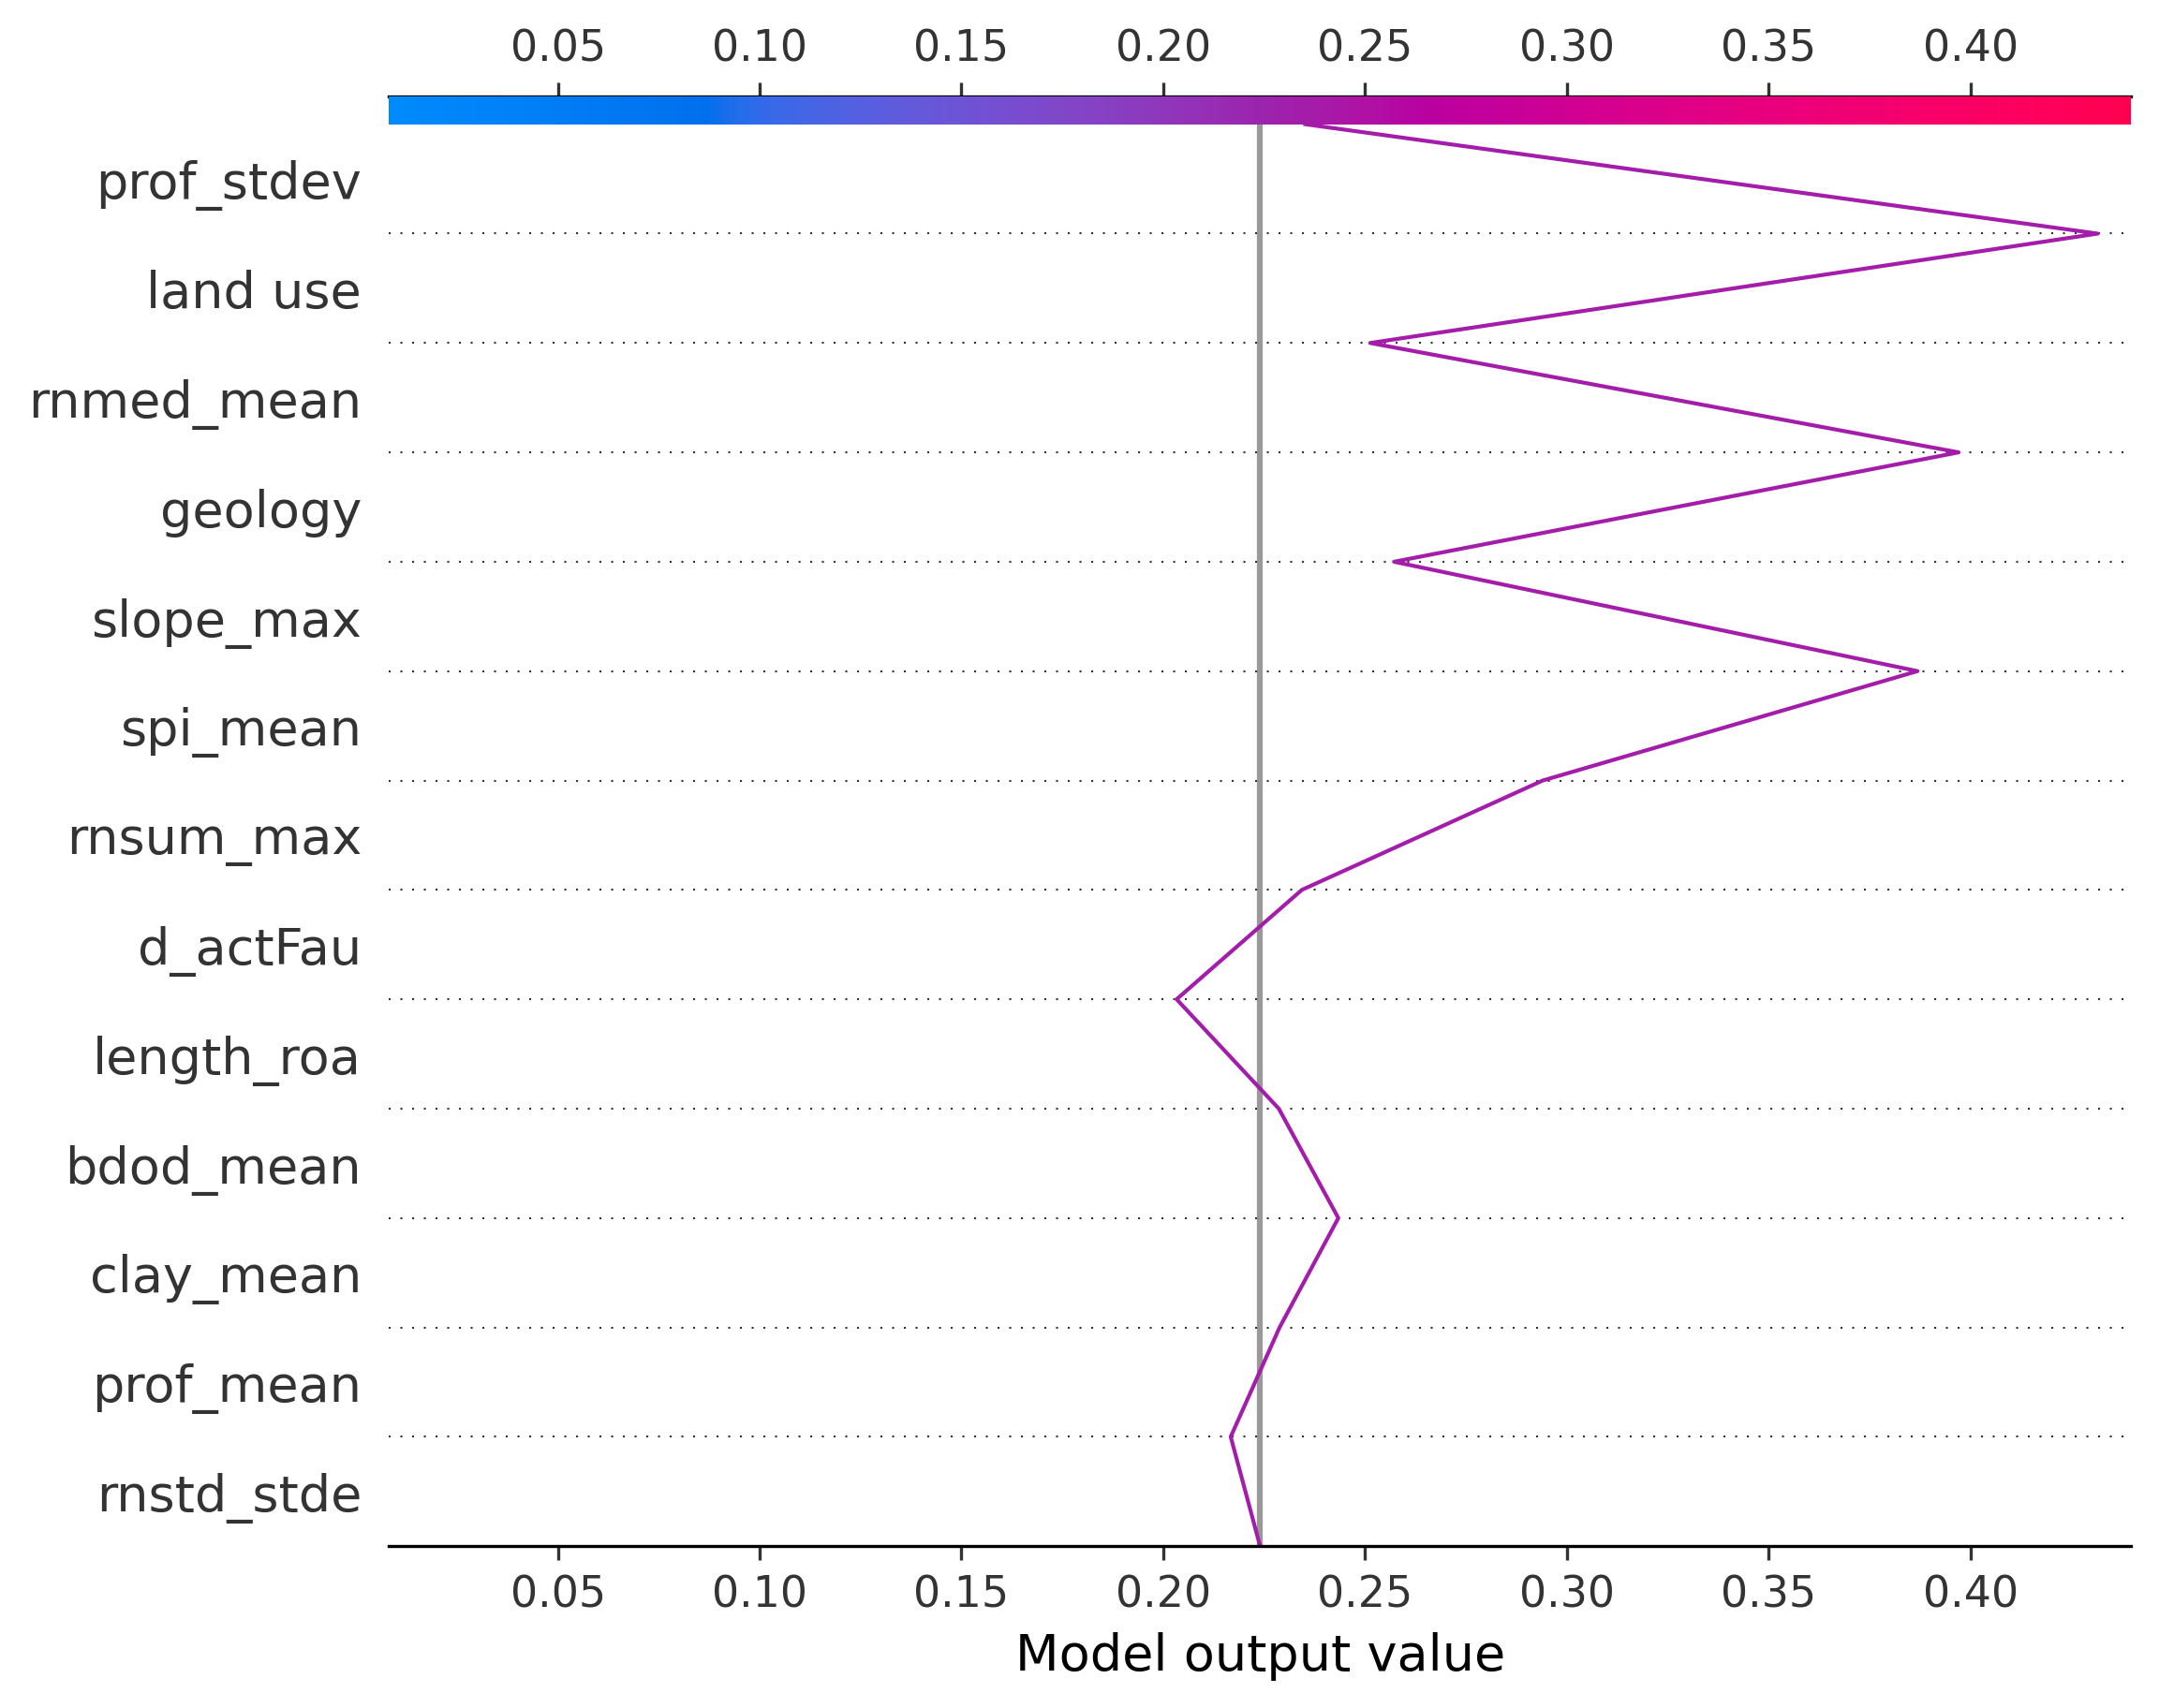 0.05 0.10 0.15 0.20 0.25 0.30 0.35 0.40
prof_stdev
land use
rnmed_mean
geology
slope_max
spi_mean
rnsum_max
d_actFau
length_roa
bdod_mean
clay_mean
prof_mean
rnstd_stde
0.05 0.10 0.15 0.20 0.25 0.30 0.35 0.40
Model output value